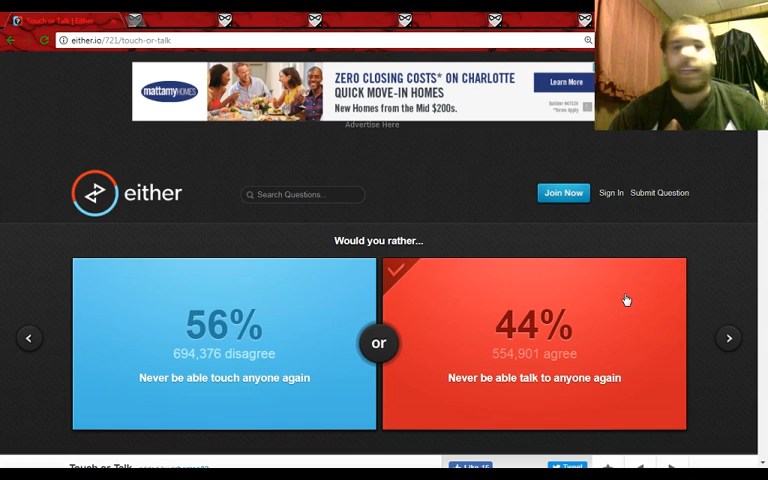 Touch or Talk | Either
either.io/721/touch-or-talk
mattamyHOMES
ZERO CLOSING COSTS* ON CHARLOTTE
QUICK MOVE-IN HOMES
New Homes from the Mid $200s.
Learn More
Advertise Here
either
Search Questions...
Join Now
Sign In
Submit Question
Would you rather...
56%
694,376 disagree
Never be able touch anyone again
or
44%
554,901 agree
Never be able talk to anyone again
Touch or Talk
Like 15
Tweet